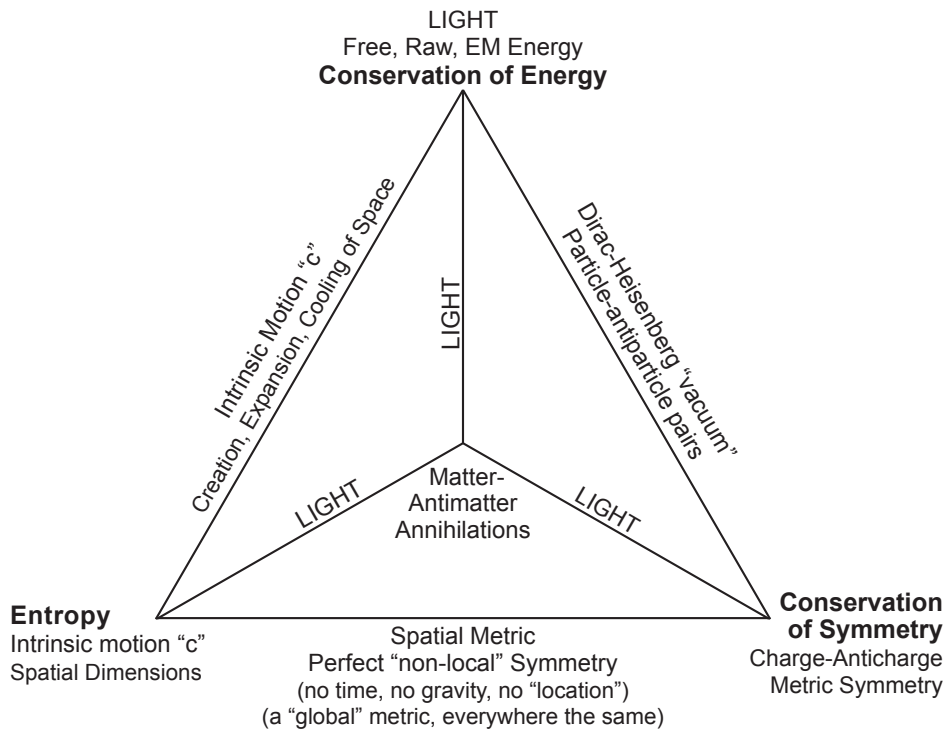 LIGHT
Free, Raw, EM Energy
Conservation of Energy
Intrinsic Motion “c”
Creation, Expansion, Cooling of Space
Dirac-Heisenberg “vacuum”
Particle-antiparticle pairs
LIGHT
LIGHT
LIGHT
Matter-
Antimatter
Annihilations
Entropy
Intrinsic motion “c”
Spatial Dimensions
Spatial Metric
Perfect “non-local” Symmetry
(no time, no gravity, no “location”)
(a “global” metric, everywhere the same)
Conservation
of Symmetry
Charge-Anticharge
Metric Symmetry